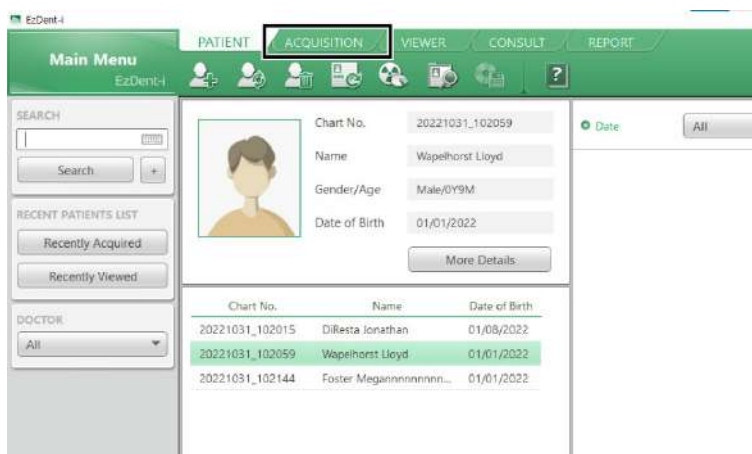 EzDent-i
Main Menu
EzDent-i
PATIENT ACQUISITION VIEWER CONSULT REPORT
?
SEARCH
Search +
RECENT PATIENTS LIST
Recently Acquired
Recently Viewed
DOCTOR
All
Chart No. 20221031_102059
Name Wapelhorst Lloyd
Gender/Age Male/0Y9M
Date of Birth 01/01/2022
More Details
Chart No. Name Date of Birth
20221031_102015 DiResta Jonathan 01/08/2022
20221031_102059 Wapelhorst Lloyd 01/01/2022
20221031_102144 Foster Megannnnnnnnn... 01/01/2022
Date All